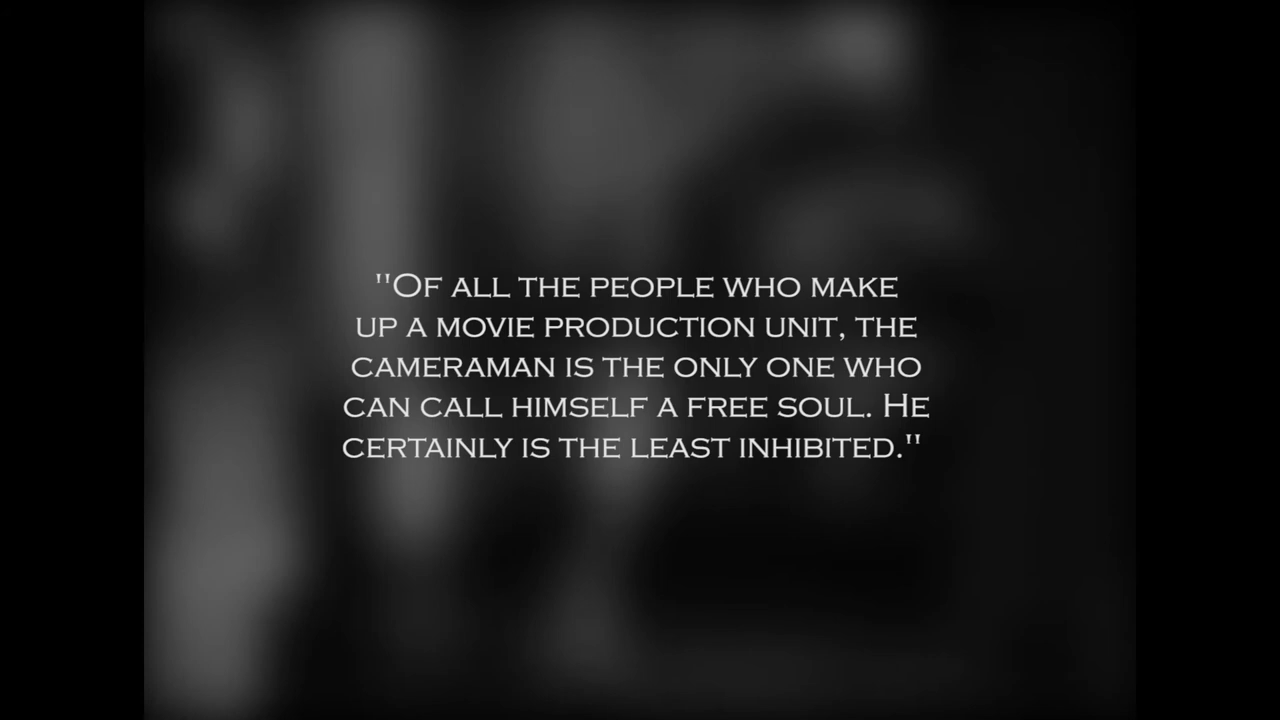 "Of all the people who make
up a movie production unit, the
cameraman is the only one who
can call himself a free soul. He
certainly is the least inhibited."